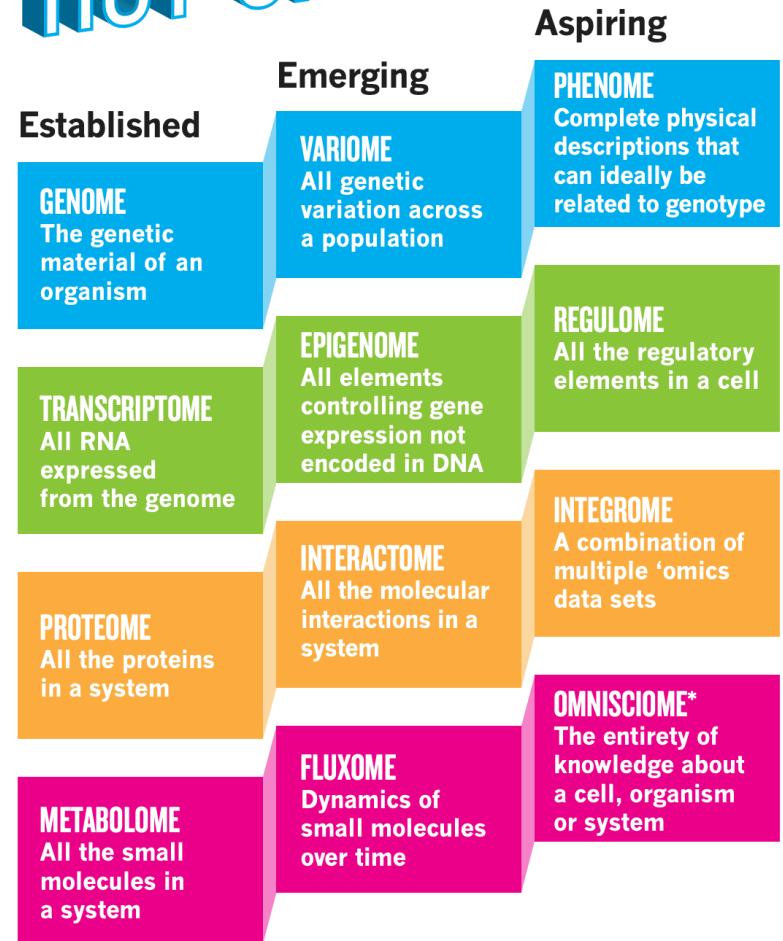 Established
GENOME
The genetic
material of an
organism
TRANSCRIPTOME
All RNA
expressed
from the genome
PROTEOME
All the proteins
in a system
METABOLOME
All the small
molecules in
a system
Emerging
VARIOME
All genetic
variation across
a population
EPIGENOME
All elements
controlling gene
expression not
encoded in DNA
INTERACTOME
All the molecular
interactions in a
system
FLUXOME
Dynamics of
small molecules
over time
Aspiring
PHENOME
Complete physical
descriptions that
can ideally be
related to genotype
REGULOME
All the regulatory
elements in a cell
INTEGROME
A combination of
multiple ‘omics
data sets
OMNISCIOME*
The entirety of
knowledge about
a cell, organism
or system